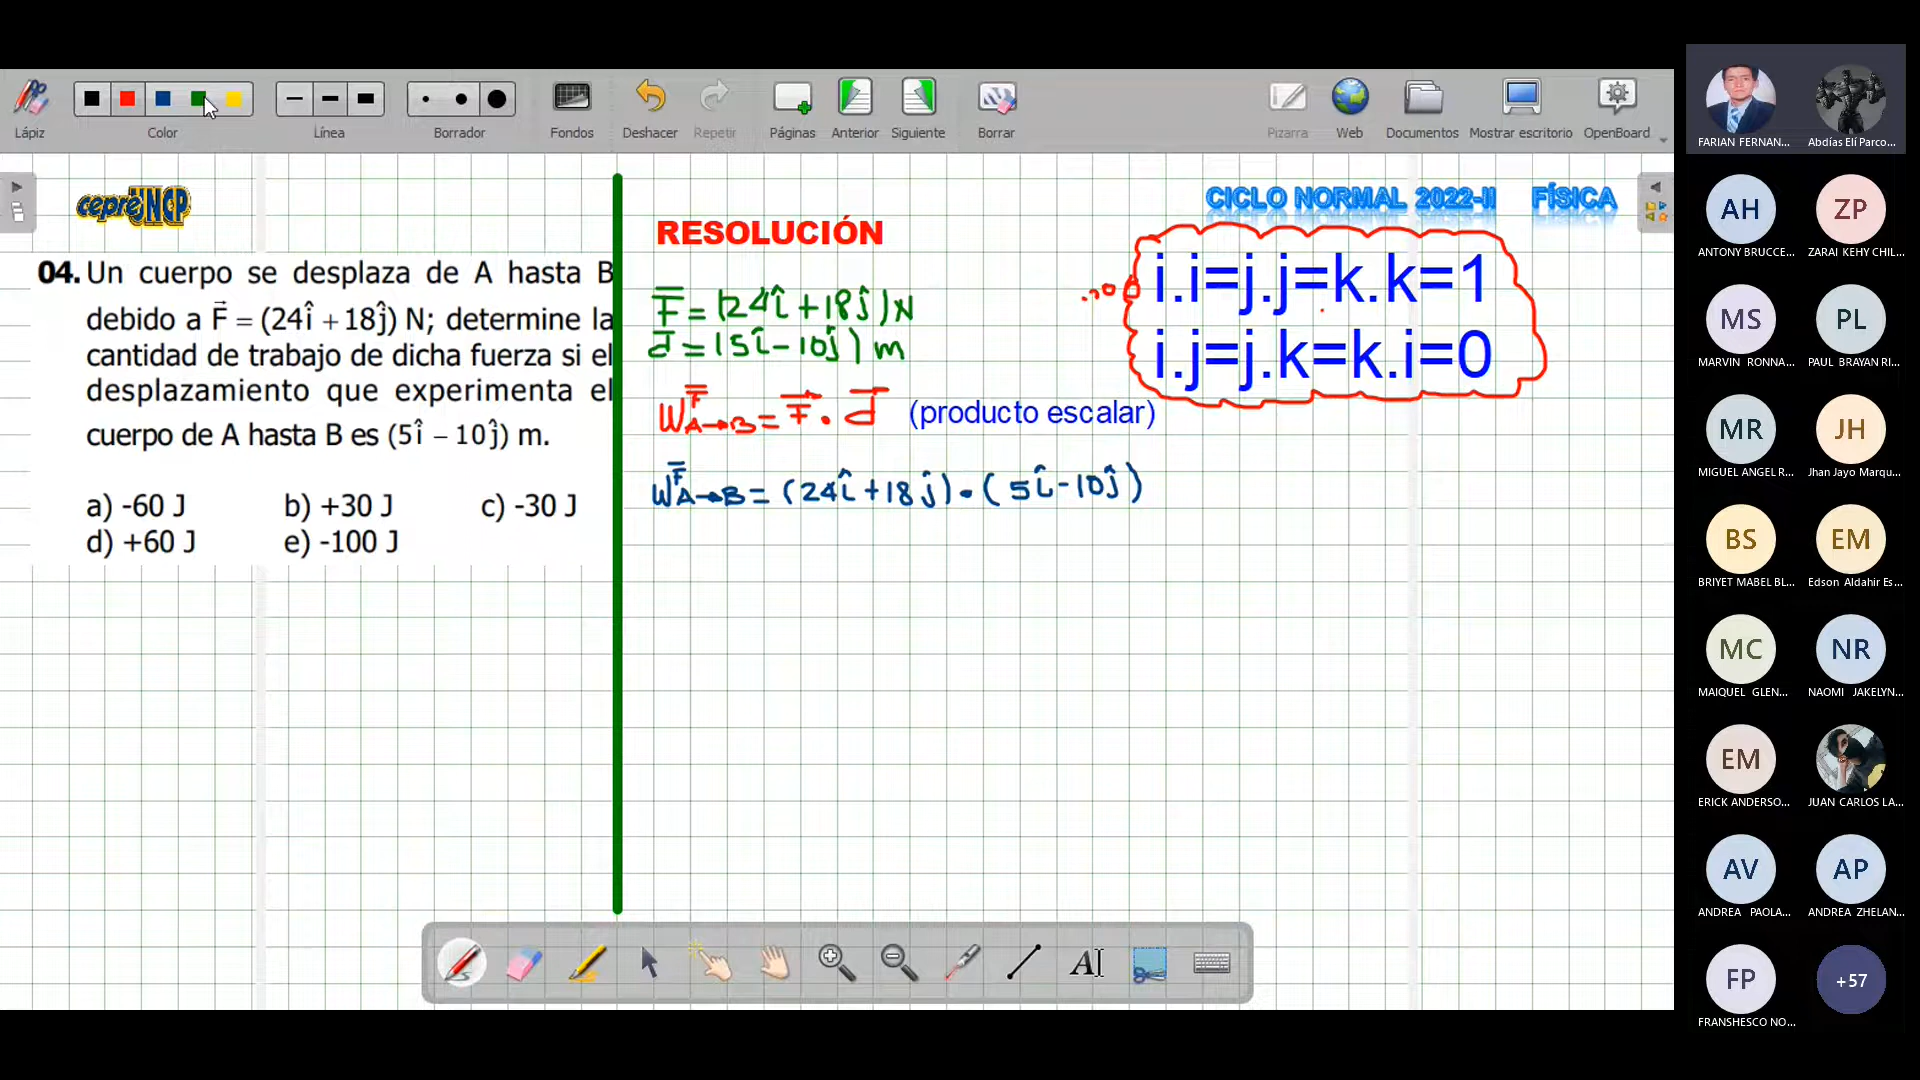 Lápiz
Color
Línea
Borrador
Fondos
Deshacer
Repetir
Páginas
Anterior
Siguiente
Borrar
Pizarra
Web
Documentos
Mostrar escritorio
OpenBoard
cepreUNCP
CICLO NORMAL 2022-II FÍSICA
04. Un cuerpo se desplaza de A hasta B
debido a F⃗ = (24î + 18ĵ) N; determine la
cantidad de trabajo de dicha fuerza si el
desplazamiento que experimenta el
cuerpo de A hasta B es (5î − 10ĵ) m.
a) -60 J b) +30 J c) -30 J
d) +60 J e) -100 J
RESOLUCIÓN
F̅ = (24î + 18ĵ) N
d̅ = (5î − 10ĵ) m
W^F̅ A→B = F⃗ • d̅ (producto escalar)
W^F̅ A→B = (24î + 18ĵ) • (5î − 10ĵ)
i.i=j.j=k.k=1
i.j=j.k=k.i=0
AI
FARIAN FERNAN...
Abdías Elí Parco...
AH
ANTONY BRUCCE...
ZP
ZARAI KEHY CHIL...
MS
MARVIN RONNA...
PL
PAUL BRAYAN RI...
MR
MIGUEL ANGEL R...
JH
Jhan Jayo Marqu...
BS
BRIYET MABEL BL...
EM
Edson Aldahir Es...
MC
MAIQUEL GLEN...
NR
NAOMI JAKELYN...
EM
ERICK ANDERSO...
JUAN CARLOS LA...
AV
ANDREA PAOLA...
AP
ANDREA ZHELAN...
FP
FRANSHESCO NO...
+57